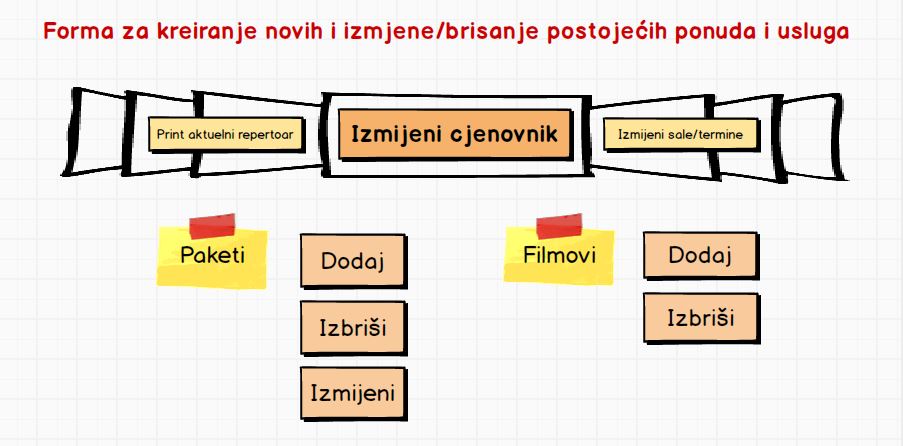 Forma za kreiranje novih i izmjene/brisanje postojećih ponuda i usluga
Print aktuelni repertoar
Izmijeni cjenovnik
Izmijeni sale/termine
Paketi
Dodaj
Izbriši
Izmijeni
Filmovi
Dodaj
Izbriši